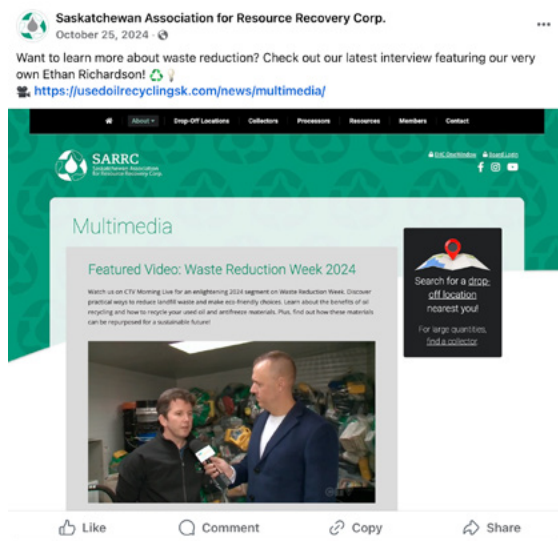 Saskatchewan Association for Resource Recovery Corp.
October 25, 2024
Want to learn more about waste reduction? Check out our latest interview featuring our very
own Ethan Richardson!
https://usedoilrecyclingsk.com/news/multimedia/
About
Drop-Off Locations
Collectors
Processors
Resources
Members
Contact
SARRC
Saskatchewan Association
for Resource Recovery Corp.
EHC OneWindow
Board Login
Multimedia
Featured Video: Waste Reduction Week 2024
Watch us on CTV Morning Live for an enlightening 2024 segment on Waste Reduction Week. Discover
practical ways to reduce landfill waste and make eco-friendly choices. Learn about the benefits of oil
recycling and how to recycle your used oil and antifreeze materials. Plus, find out how these materials
can be repurposed for a sustainable future!
Search for a drop-
off location
nearest you!
For large quantities,
find a collector.
Like
Comment
Copy
Share